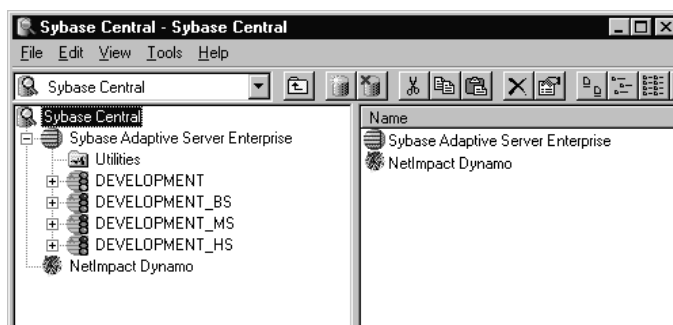 Sybase Central - Sybase Central
File Edit View Tools Help
Sybase Central
Sybase Central
Sybase Adaptive Server Enterprise
Utilities
DEVELOPMENT
DEVELOPMENT_BS
DEVELOPMENT_MS
DEVELOPMENT_HS
NetImpact Dynamo
Name
Sybase Adaptive Server Enterprise
NetImpact Dynamo